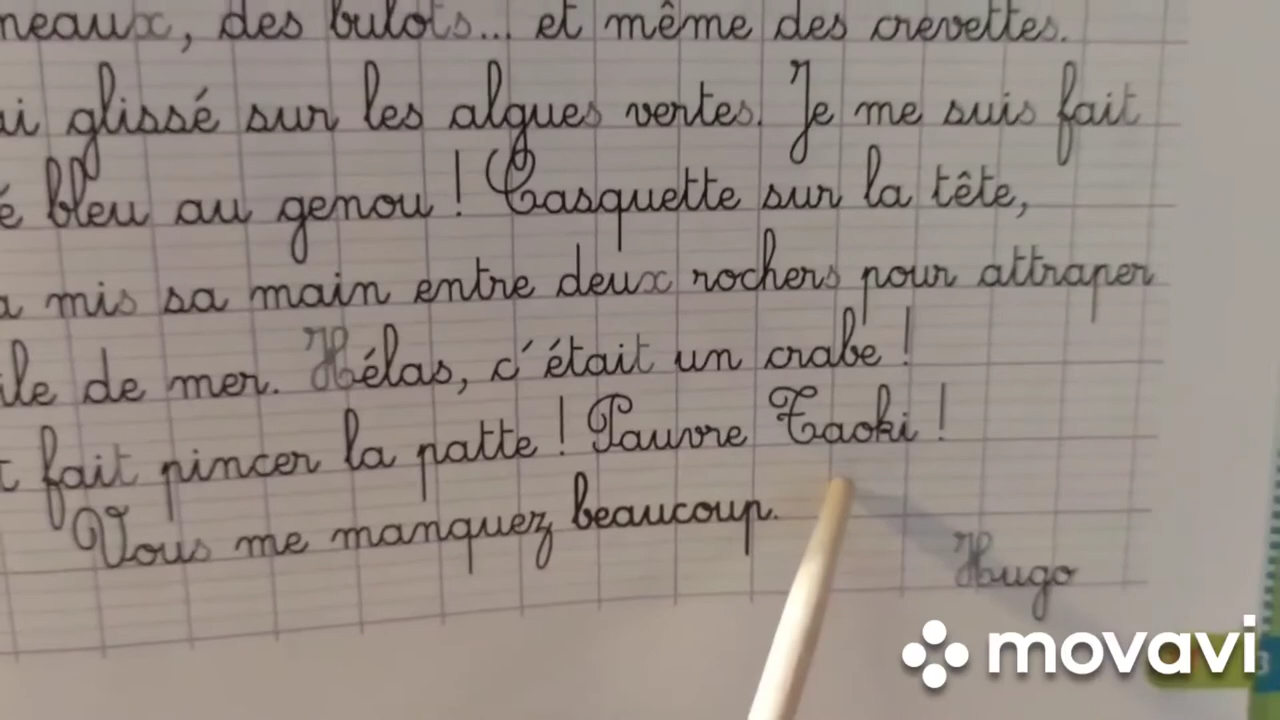 neaux, des bulots... et même des crevettes.
ai glissé sur les algues vertes. Je me suis fait
é bleu au genou ! Casquette sur la tête,
a mis sa main entre deux rochers pour attraper
ile de mer. Hélas, c'était un crabe !
t fait pincer la patte ! Pauvre Taoki !
Vous me manquez beaucoup.
Hugo
movavi
3